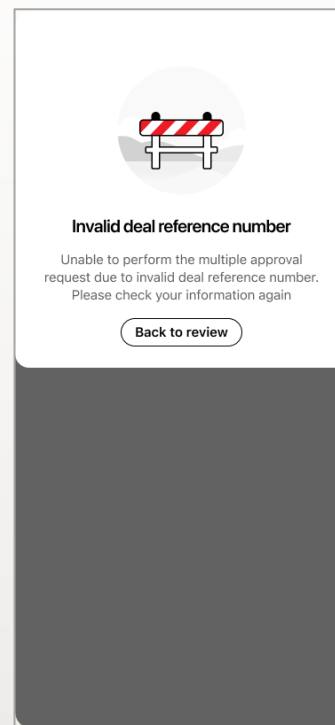 Invalid deal reference number
Unable to perform the multiple approval
request due to invalid deal reference number.
Please check your information again
Back to review